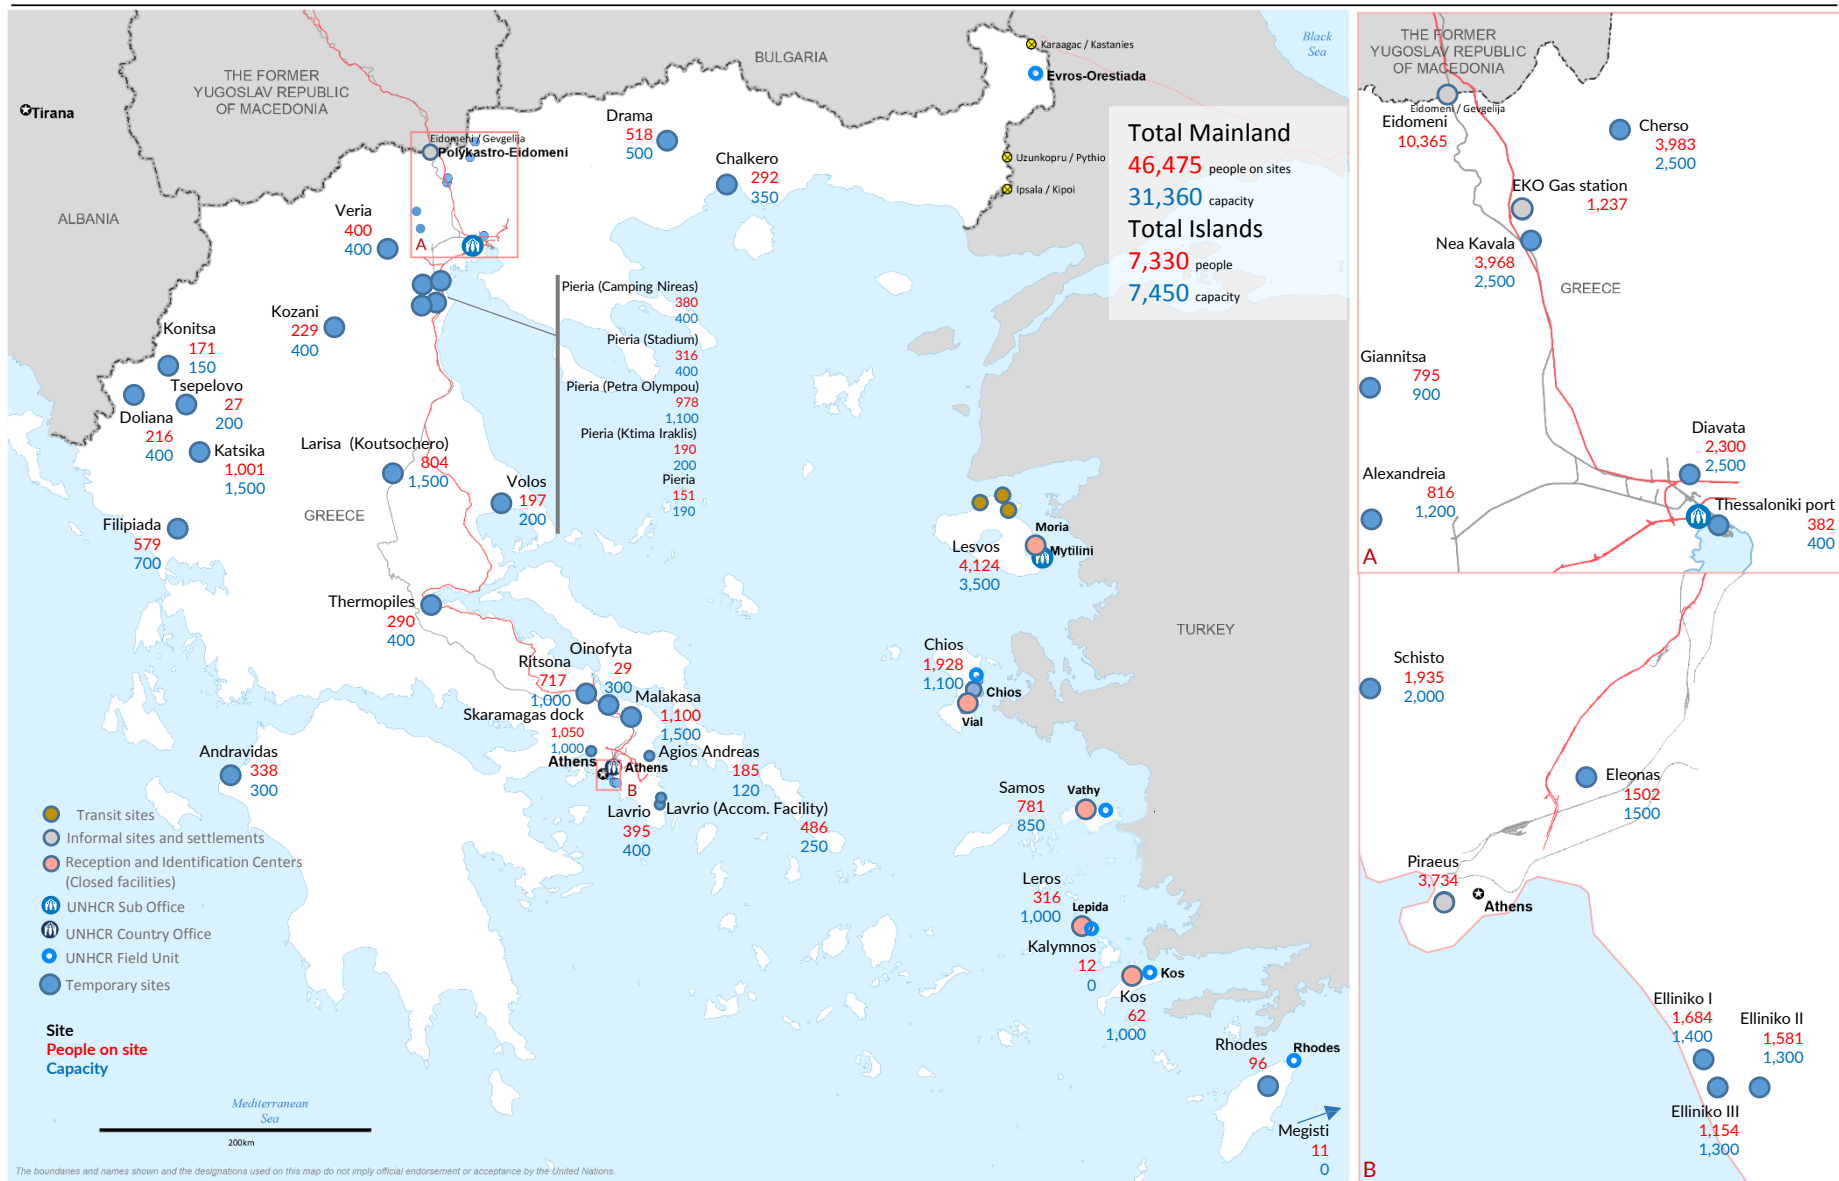 THE FORMER
YUGOSLAV REPUBLIC
OF MACEDONIA
BULGARIA
Black
Sea
Karaagac / Kastanies
Evros-Orestiada
Tirana
ALBANIA
Eidomeni / Gevgelija
Polykastro-Eidomeni
Drama
518
500
Chalkero
292
350
Uzunkopru / Pythio
Ipsala / Kipoi
Total Mainland
46,475 people on sites
31,360 capacity
Total Islands
7,330 people
7,450 capacity
Veria
400
400
A
Kozani
229
400
Konitsa
171
150
Tsepelovo
27
200
Doliana
216
400
Katsika
1,001
1,500
Filipiada
579
700
Larisa (Koutsochero)
804
1,500
GREECE
Volos
197
200
Pieria (Camping Nireas)
380
400
Pieria (Stadium)
316
400
Pieria (Petra Olympou)
978
1,100
Pieria (Ktima Iraklis)
190
200
Pieria
151
190
Thermopiles
290
400
Oinofyta
29
300
Ritsona
717
1,000
Malakasa
1,100
1,500
Skaramagas dock
1,050
1,000
Athens
Athens
B
Agios Andreas
185
120
Lavrio
395
400
Lavrio (Accom. Facility)
486
250
Andravidas
338
300
Moria
Mytilini
Lesvos
4,124
3,500
TURKEY
Chios
1,928
1,100
Chios
Vial
Samos
781
850
Vathy
Leros
316
1,000
Lepida
Kalymnos
12
0
Kos
Kos
62
1,000
Rhodes
96
Rhodes
Megisti
11
0
Transit sites
Informal sites and settlements
Reception and Identification Centers
(Closed facilities)
UNHCR Sub Office
UNHCR Country Office
UNHCR Field Unit
Temporary sites
Site
People on site
Capacity
Mediterranean
Sea
200km
The boundaries and names shown and the designations used on this map do not imply official endorsement or acceptance by the United Nations.
THE FORMER
YUGOSLAV REPUBLIC
OF MACEDONIA
Eidomeni / Gevgelija
Eidomeni
10,365
Cherso
3,983
2,500
EKO Gas station
1,237
Nea Kavala
3,968
2,500
GREECE
Giannitsa
795
900
Alexandreia
816
1,200
Diavata
2,300
2,500
Thessaloniki port
382
400
A
Schisto
1,935
2,000
Eleonas
1502
1500
Piraeus
3,734
Athens
Elliniko I
1,684
1,400
Elliniko II
1,581
1,300
Elliniko III
1,154
1,300
B